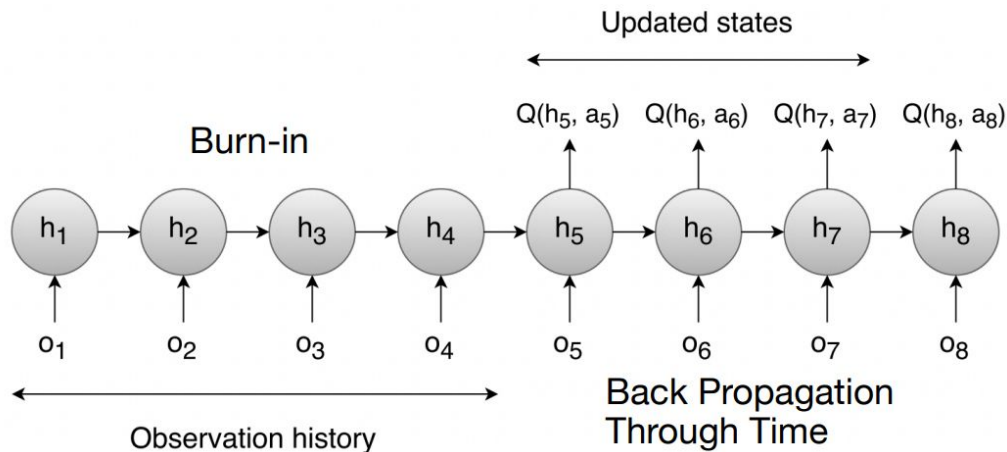 Updated states
Q(h5, a5) Q(h6, a6) Q(h7, a7) Q(h8, a8)
Burn-in
h1 h2 h3 h4 h5 h6 h7 h8
o1 o2 o3 o4 o5 o6 o7 o8
Observation history
Back Propagation
Through Time